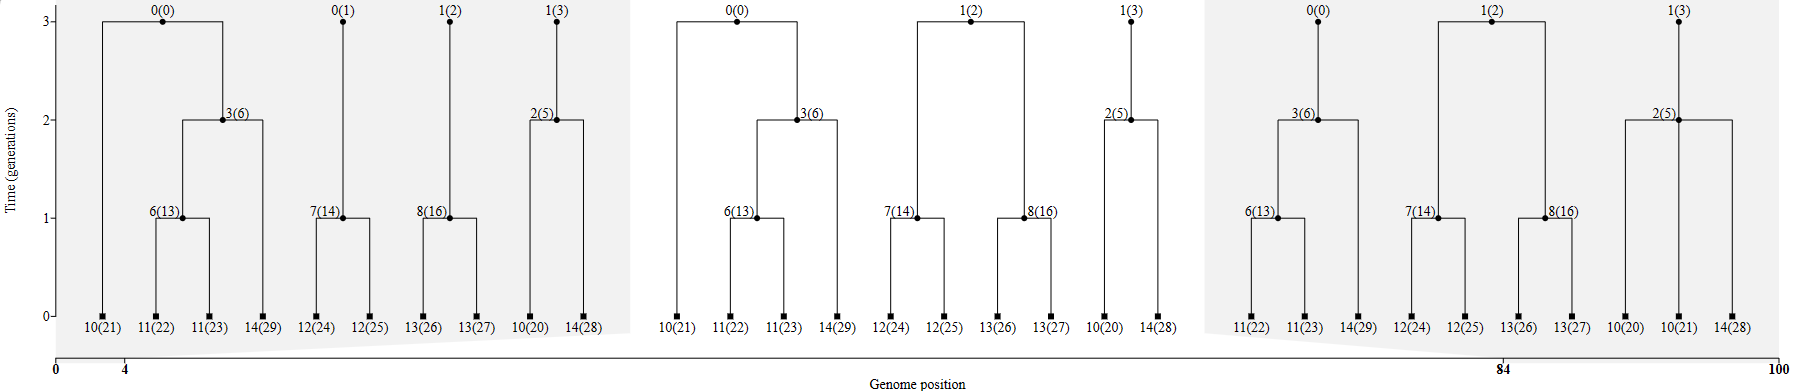 0(0) 0(1) 1(2) 1(3) 0(0) 1(2) 1(3) 0(0) 1(2) 1(3)
3
3(6) 2(5) 3(6) 2(5) 3(6) 2(5)
2
6(13) 7(14) 8(16) 6(13) 7(14) 8(16) 6(13) 7(14) 8(16)
1
0
10(21) 11(22) 11(23) 14(29) 12(24) 12(25) 13(26) 13(27) 10(20) 14(28) 10(21) 11(22) 11(23) 14(29) 12(24) 12(25) 13(26) 13(27) 10(20) 14(28) 11(22) 11(23) 14(29) 12(24) 12(25) 13(26) 13(27) 10(20) 10(21) 14(28)
Time (generations)
0 4 84 100
Genome position